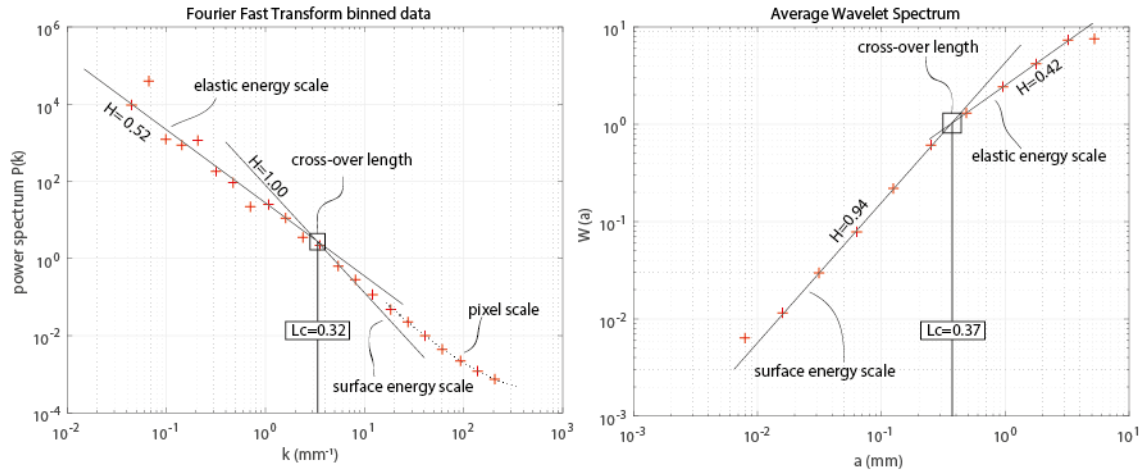 Fourier Fast Transform binned data
10^6
10^4
10^2
10^0
10^-2
10^-4
10^-2
10^-1
10^0
10^1
10^2
10^3
power spectrum P(k)
k (mm⁻¹)
elastic energy scale
H= 0.52
cross-over length
H=1.00
pixel scale
Lc=0.32
surface energy scale
Average Wavelet Spectrum
10^1
10^0
10^-1
10^-2
10^-3
10^-3
10^-2
10^-1
10^0
10^1
W (a)
a (mm)
cross-over length
H=0.42
elastic energy scale
H=0.94
Lc=0.37
surface energy scale